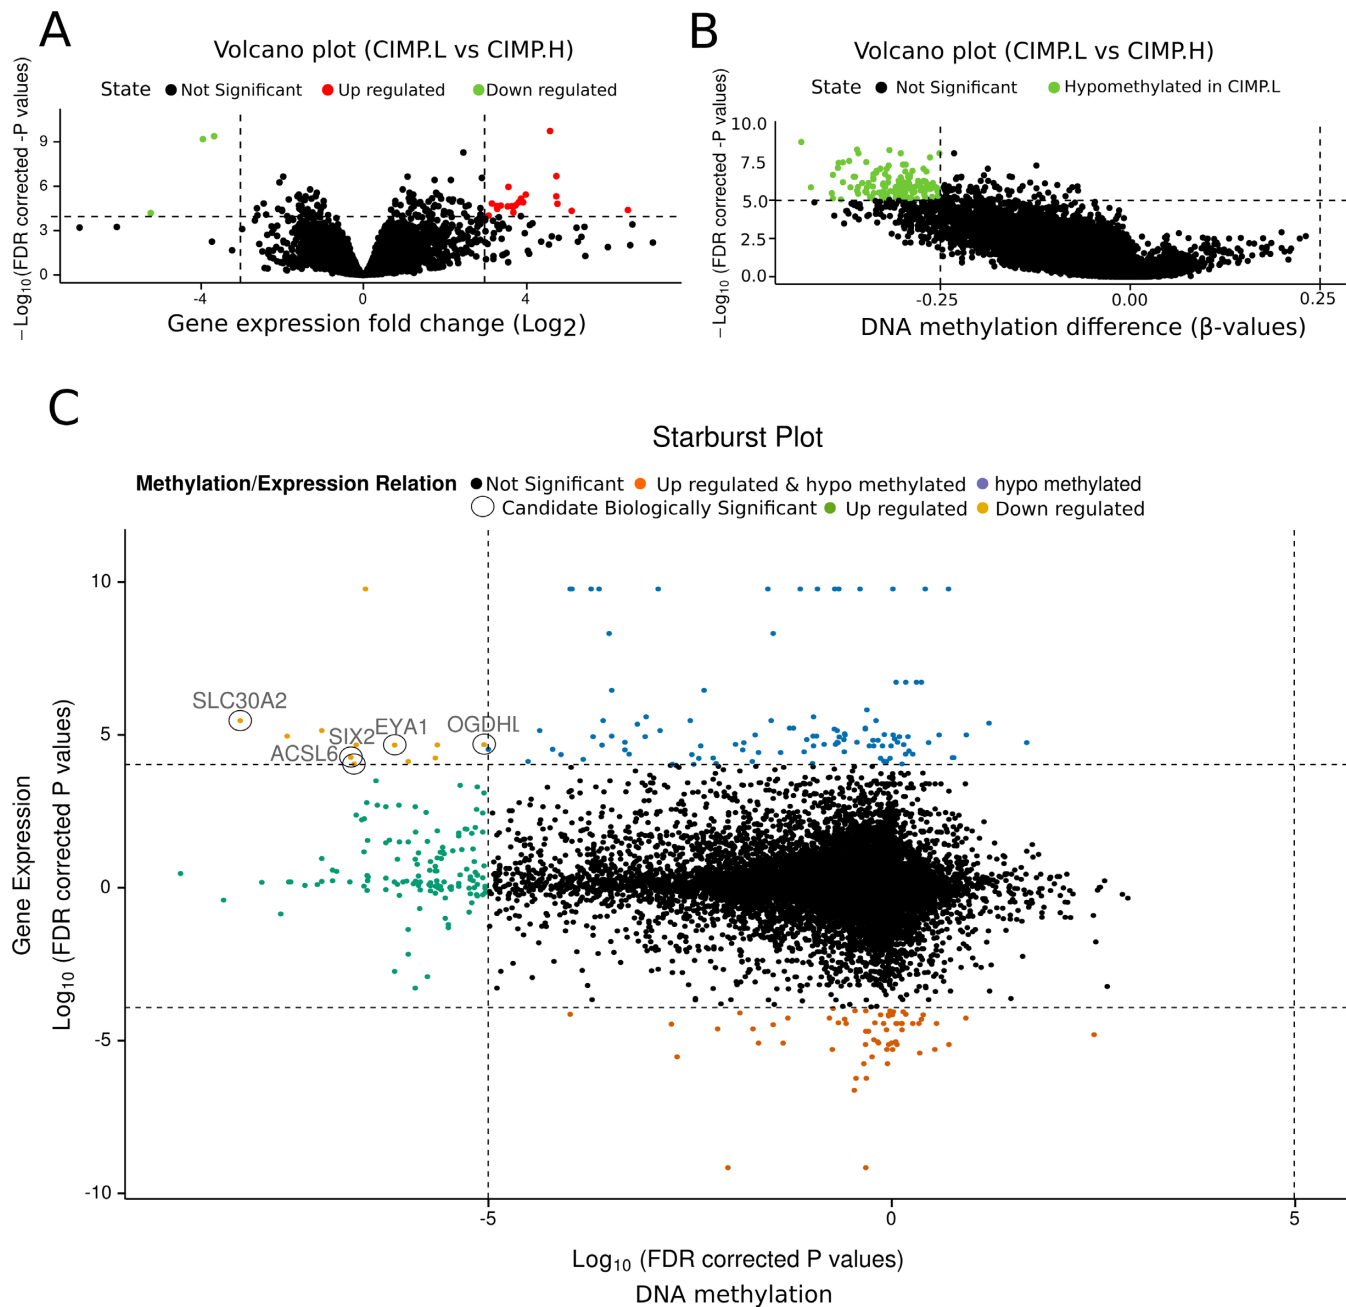 A
Volcano plot (CIMP.L vs CIMP.H)
State Not Significant Up regulated Down regulated
−Log10(FDR corrected -P values)
9
6
3
0
-4 0 4
Gene expression fold change (Log2)
B
Volcano plot (CIMP.L vs CIMP.H)
State Not Significant Hypomethylated in CIMP.L
−Log10 (FDR corrected -P values)
10.0
7.5
5.0
2.5
0.0
-0.25 0.00 0.25
DNA methylation difference (β-values)
C
Starburst Plot
Methylation/Expression Relation Not Significant Up regulated & hypo methylated hypo methylated
Candidate Biologically Significant Up regulated Down regulated
Gene Expression
Log10 (FDR corrected P values)
10
5
0
-5
-10
SLC30A2
SIX2
EYA1
OGDHL
ACSL6
-5 0 5
Log10 (FDR corrected P values)
DNA methylation